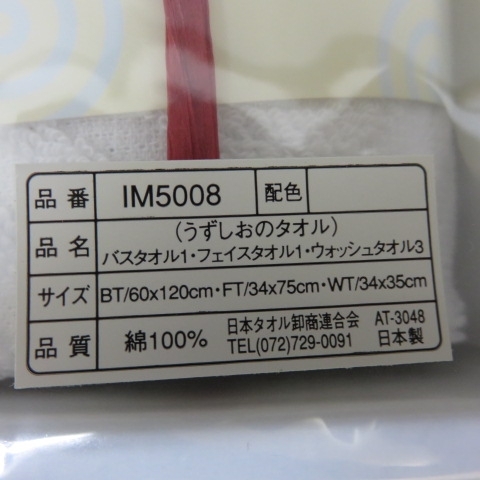 品番 IM5008 配色
品名 (うずしおのタオル)
バスタオル1・フェイスタオル1・ウォッシュタオル3
サイズ BT/60x120cm・FT/34x75cm・WT/34x35cm
品質 綿100% 日本タオル卸商連合会 AT-3048
TEL(072)729-0091 日本製